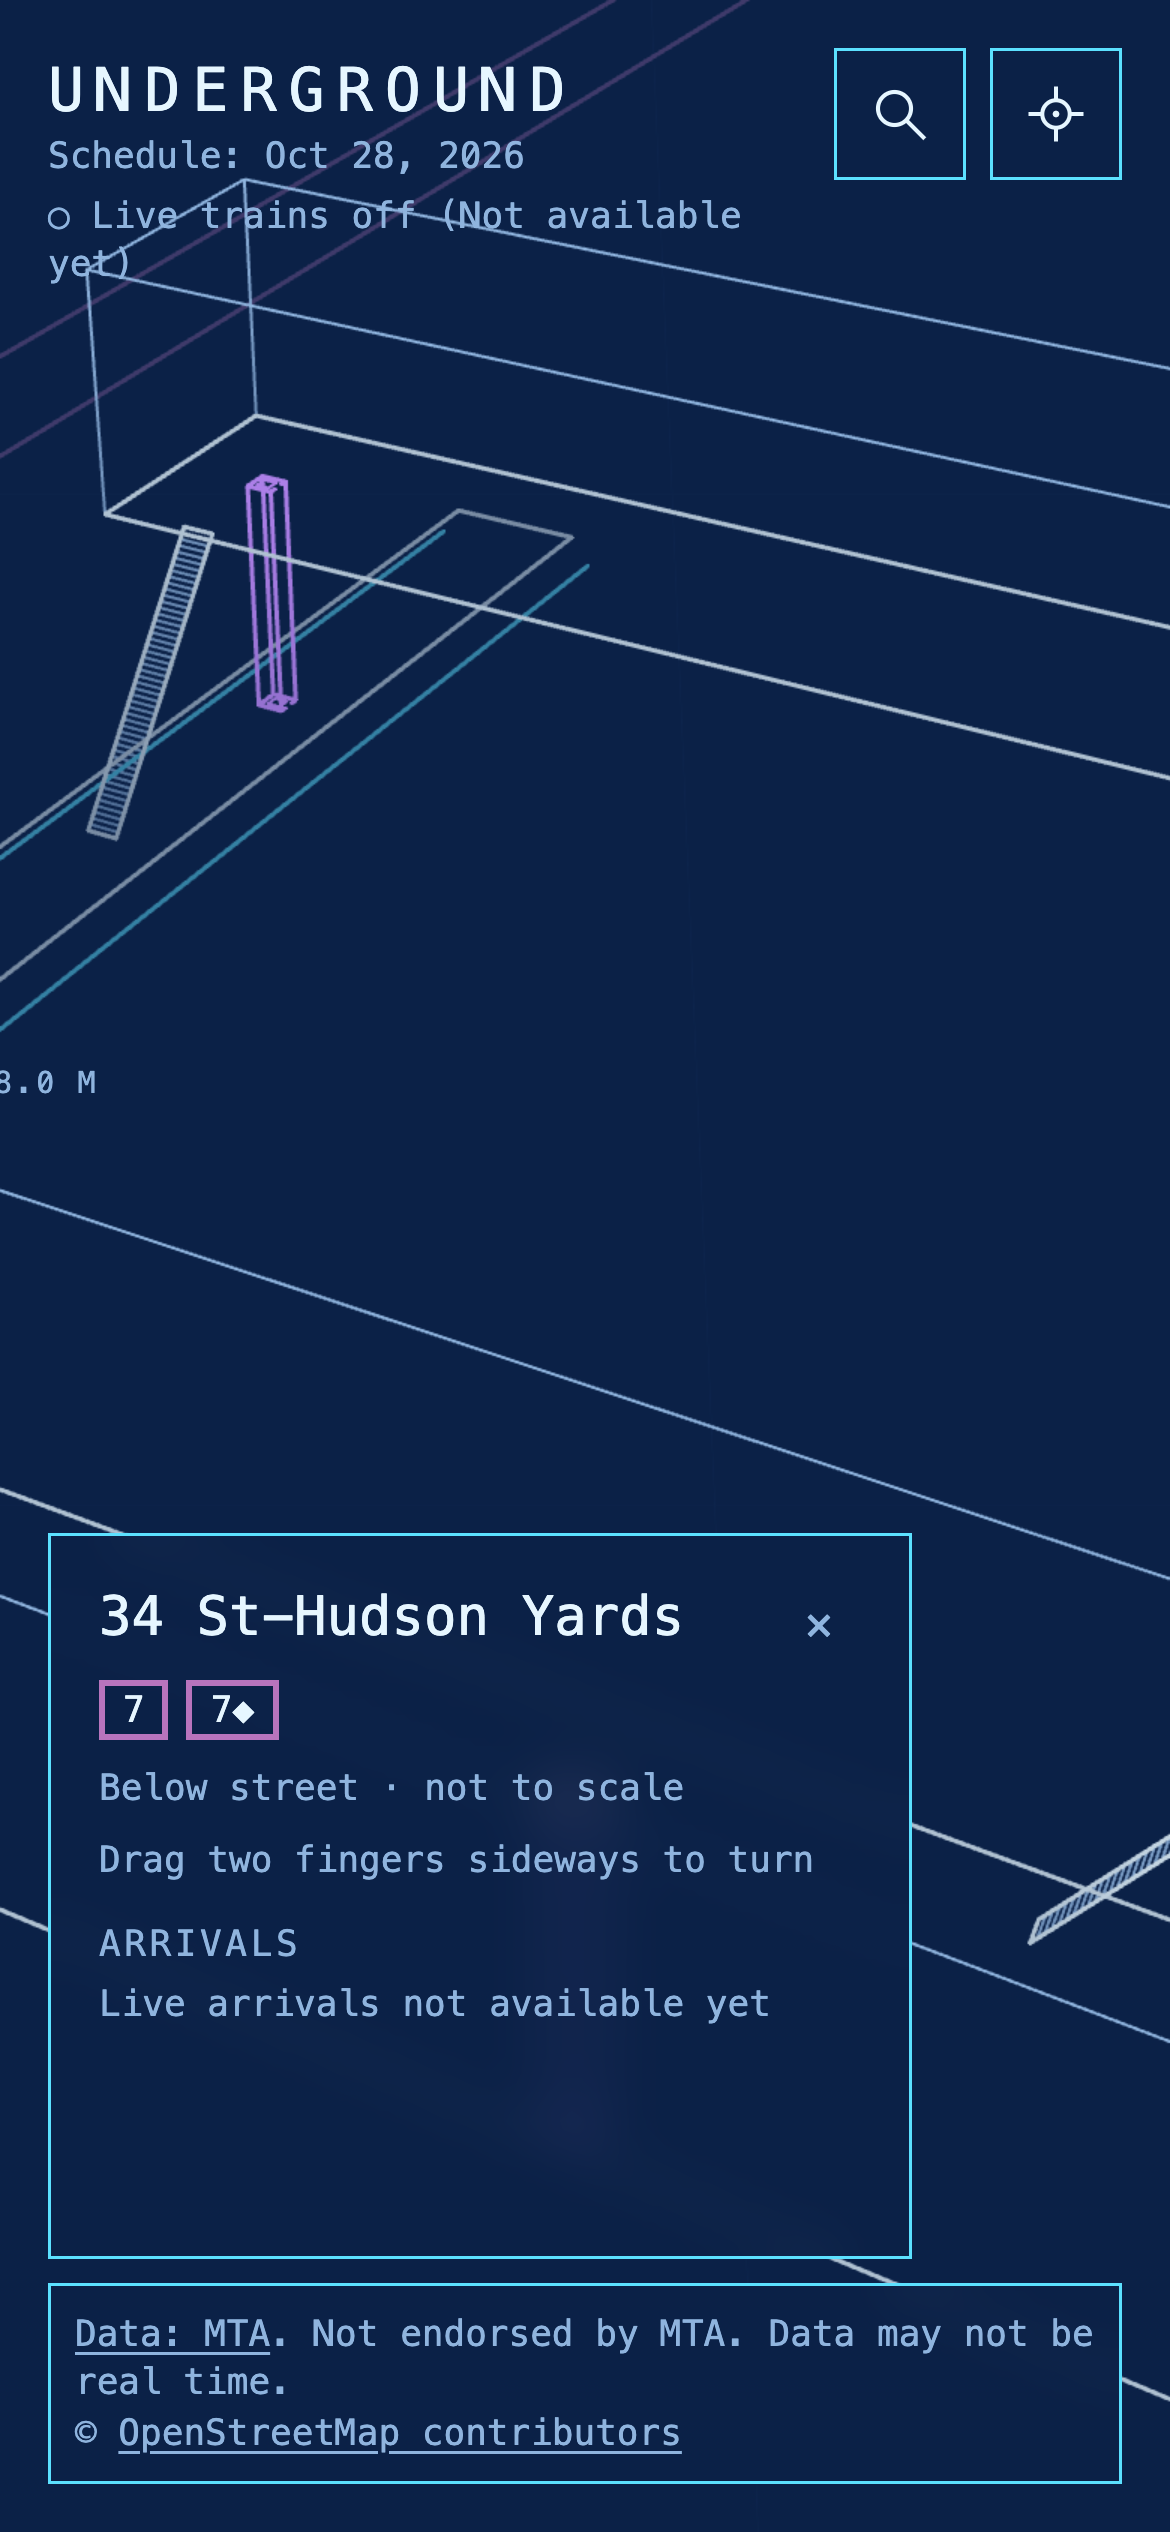 UNDERGROUND
Schedule: Oct 28, 2026
○ Live trains off (Not available
yet)
8.0 M
34 St–Hudson Yards
×
7 7◆
Below street · not to scale
Drag two fingers sideways to turn
ARRIVALS
Live arrivals not available yet
Data: MTA. Not endorsed by MTA. Data may not be
real time.
© OpenStreetMap contributors